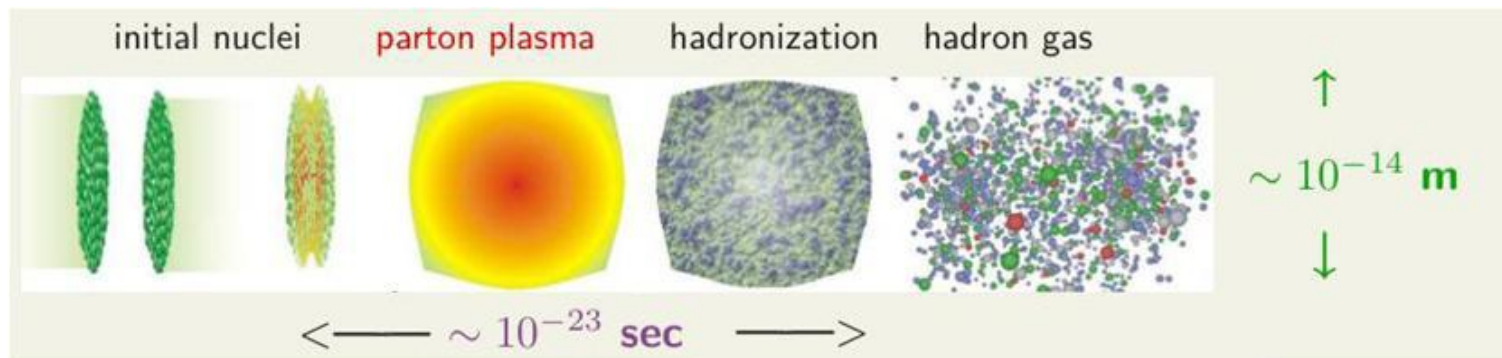 initial nuclei parton plasma hadronization hadron gas
↑
∼ 10⁻¹⁴ m
↓
<—— ∼ 10⁻²³ sec ——>